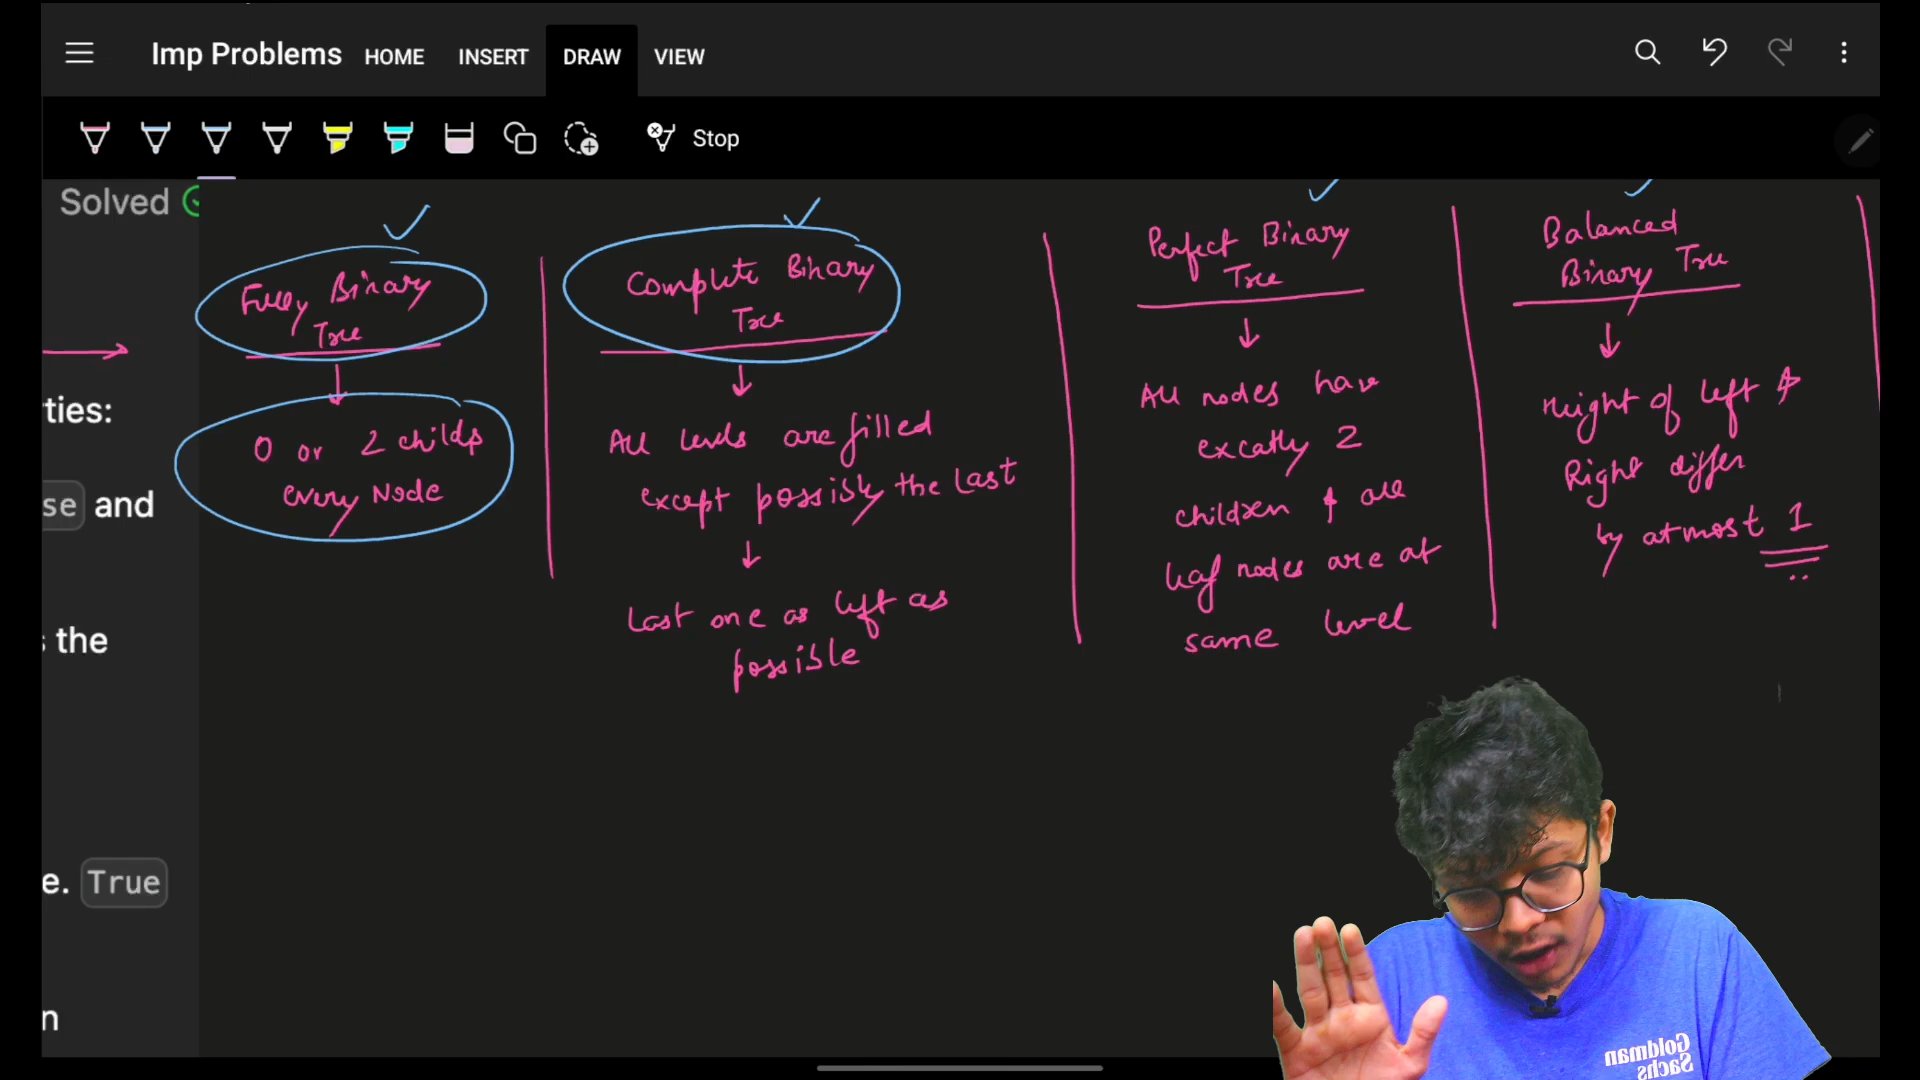 Imp Problems HOME INSERT DRAW VIEW
Stop
Solved
ties:
se and
s the
e. True
n
Fully Binary
Tree
0 or 2 childs
every Node
Complete Binary
Tree
All levels are filled
except possibly the last
Last one as left as
possible
Perfect Binary
Tree
All nodes have
excatly 2
children & all
leaf nodes are at
same level
Balanced
Binary Tree
Height of left &
Right differ
by atmost 1
Goldman
Sachs